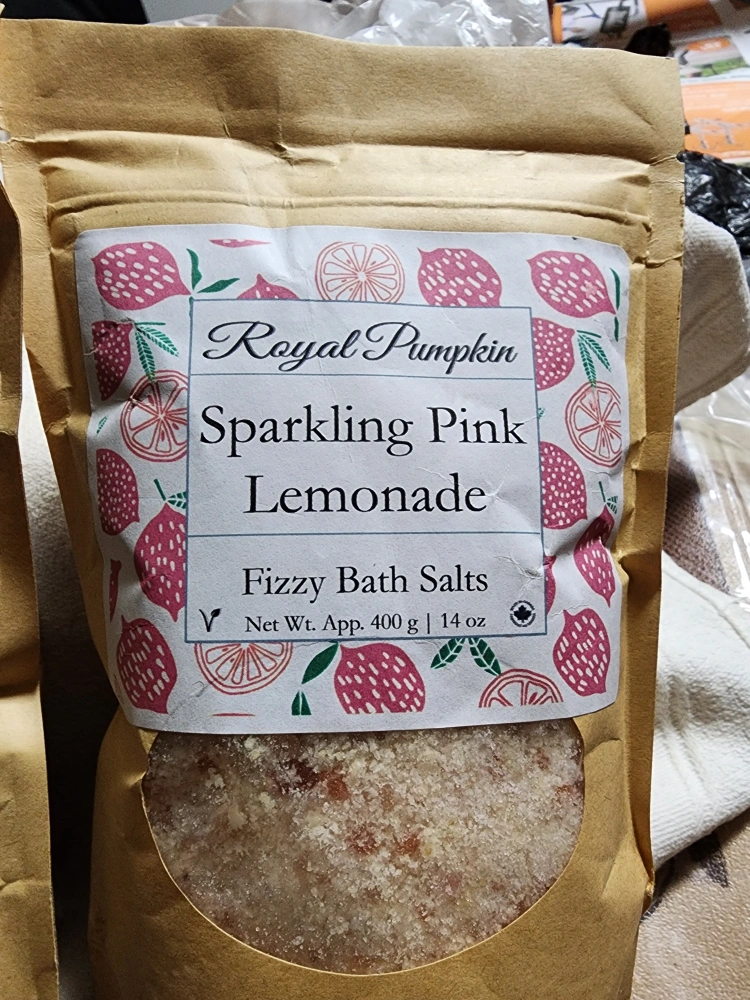 Royal Pumpkin
Sparkling Pink
Lemonade
Fizzy Bath Salts
Net Wt. App. 400 g | 14 oz